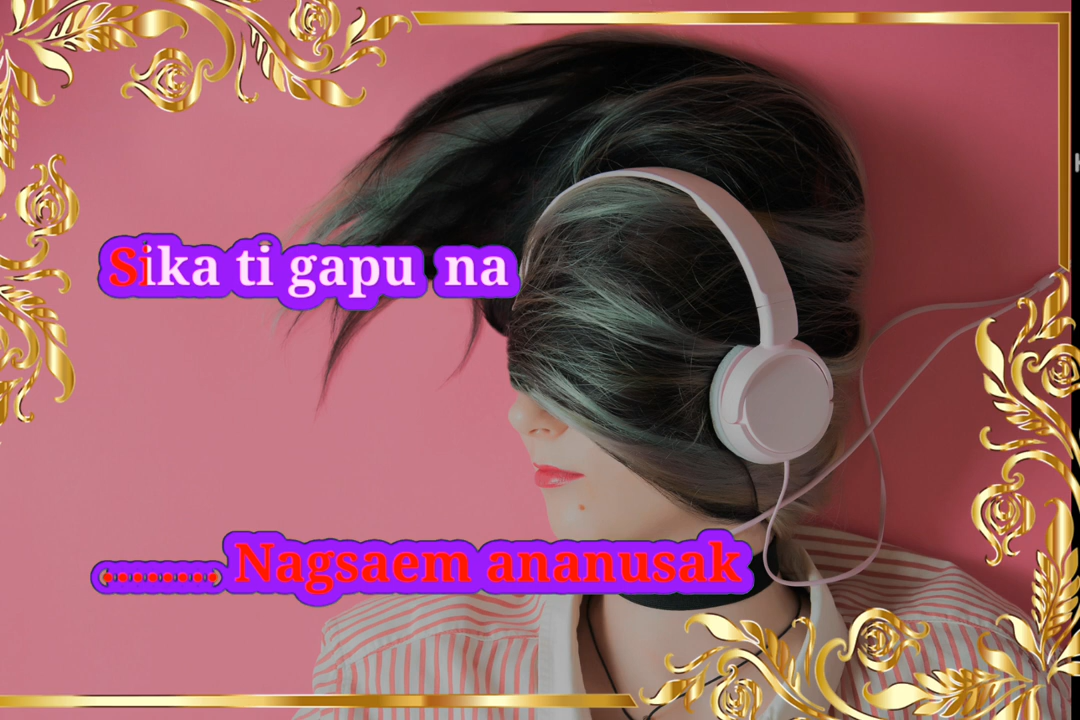 Sika ti gapu na
........ Nagsaem ananusak